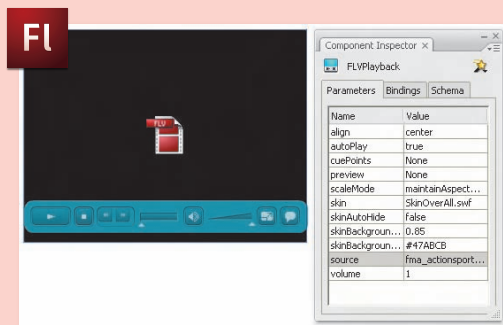 Fl
FLV
Component Inspector ×
FLVPlayback
Parameters Bindings Schema
Name Value
align center
autoPlay true
cuePoints None
preview None
scaleMode maintainAspect...
skin SkinOverAll.swf
skinAutoHide false
skinBackgroun... 0.85
skinBackgroun... #47ABCB
source fma_actionsport...
volume 1